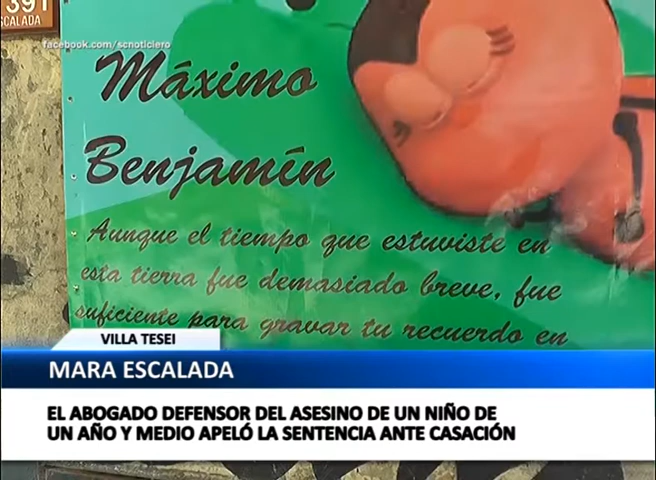 391
ESCALADA
facebook.com/scnoticiero
Máximo
Benjamín
Aunque el tiempo que estuviste en
esta tierra fue demasiado breve, fue
suficiente para gravar tu recuerdo en
VILLA TESEI
MARA ESCALADA
EL ABOGADO DEFENSOR DEL ASESINO DE UN NIÑO DE
UN AÑO Y MEDIO APELÓ LA SENTENCIA ANTE CASACIÓN